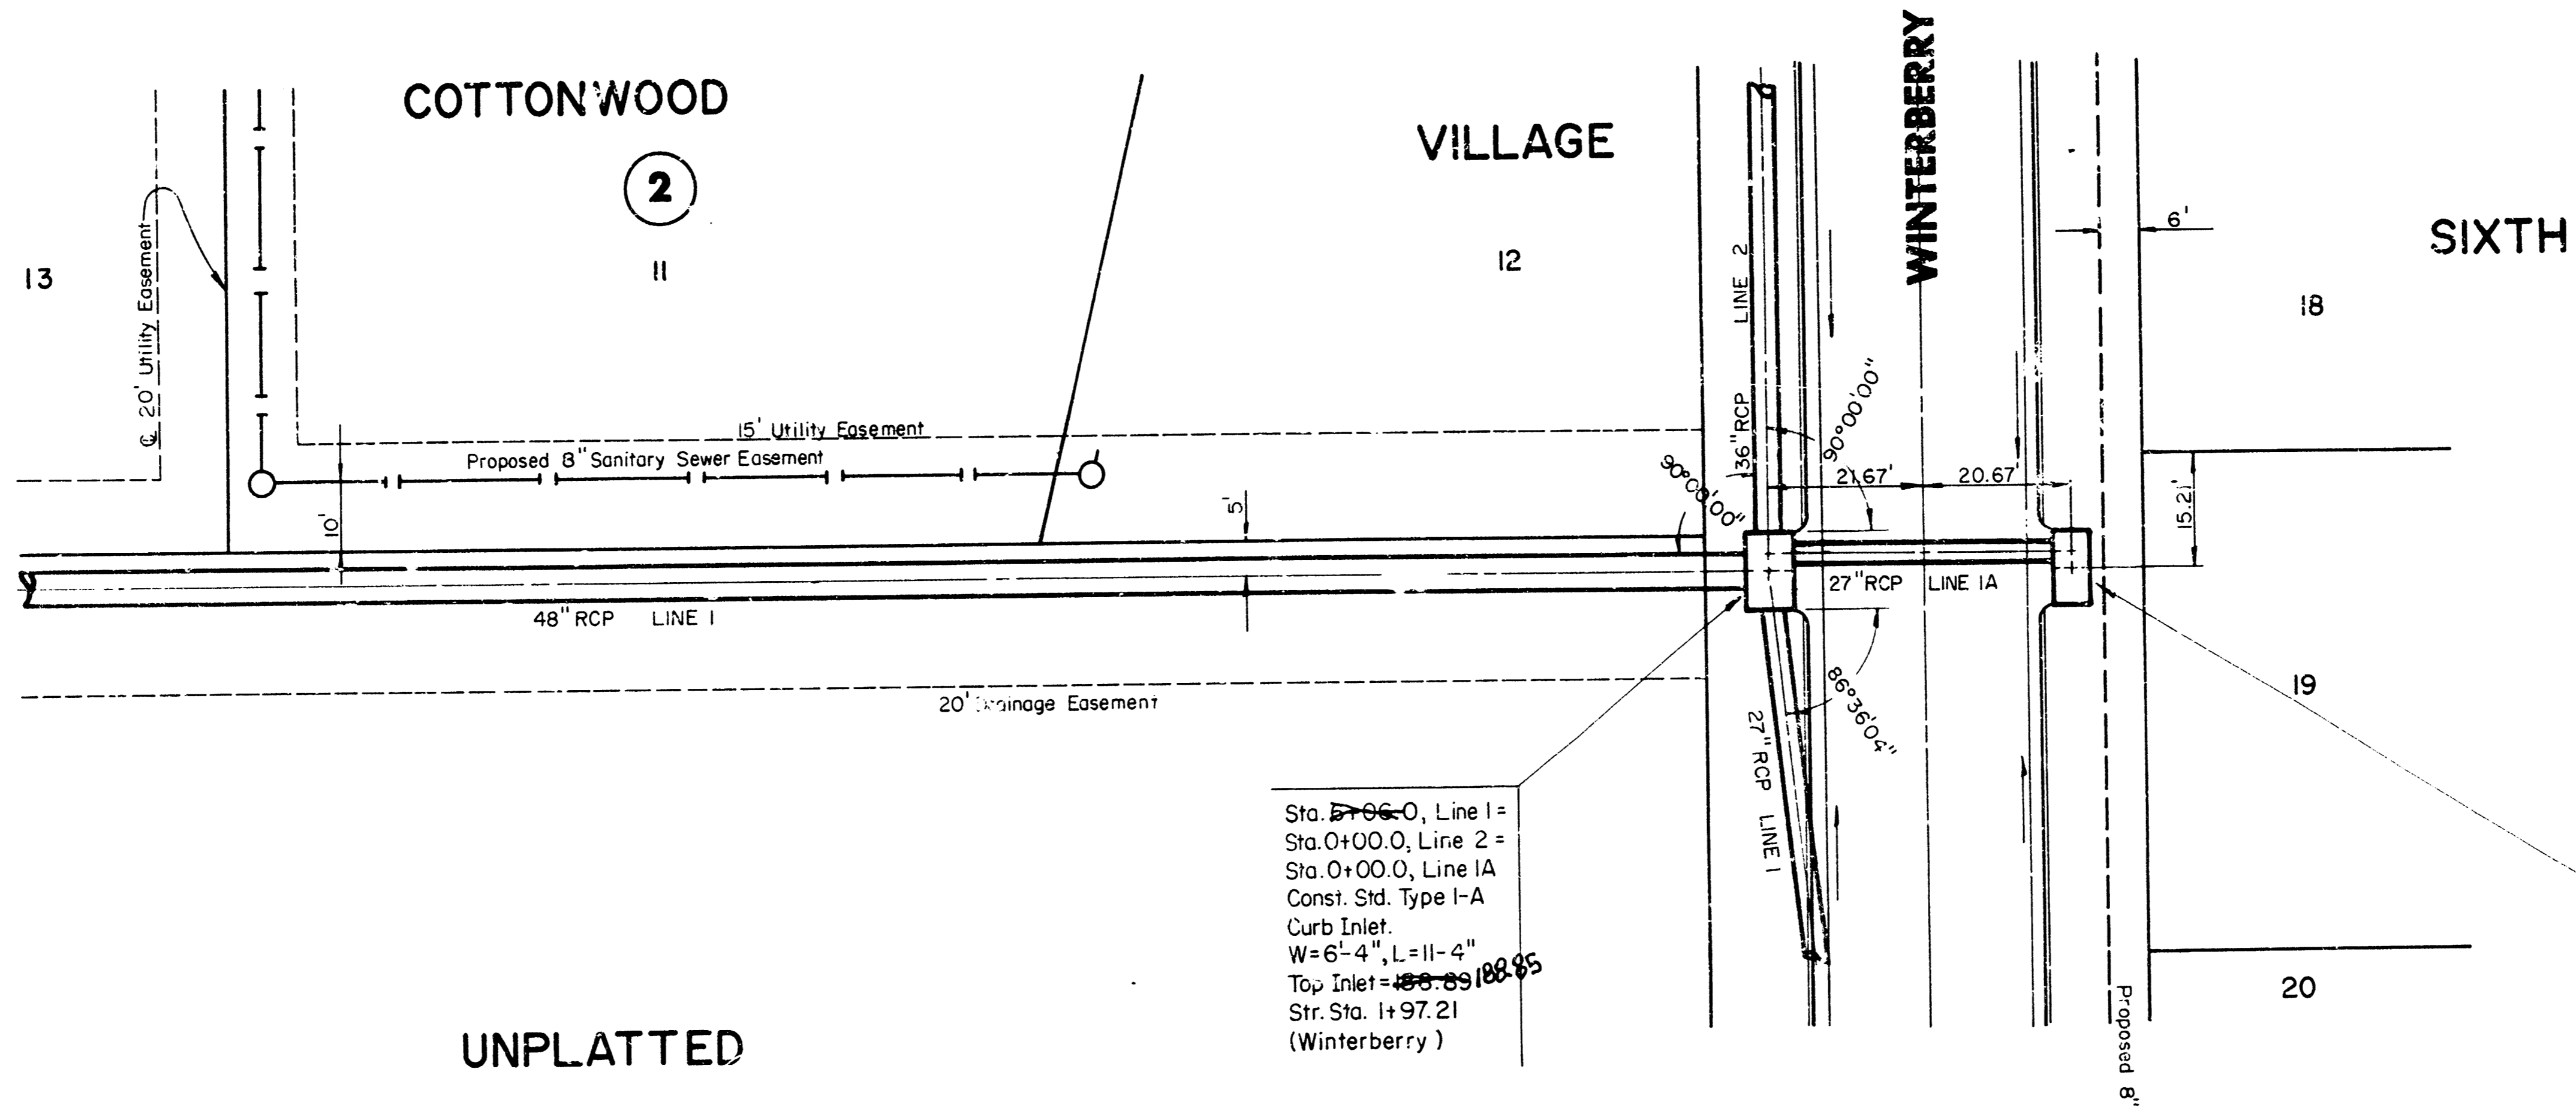 COTTONWOOD
VILLAGE
WINTERBERRY
SIXTH
2
13
11
12
18
19
20
6'
℄ 20' Utility Easement
15' Utility Easement
Proposed 8" Sanitary Sewer Easement
10'
5'
36" RCP LINE 2
90°00'00"
90°00'00"
21.67'
20.67'
15.21'
48" RCP LINE 1
27" RCP LINE 1A
86°36'04"
27" RCP LINE 1
20' Drainage Easement
Sta. 5+06.0, Line 1 =
Sta. 0+00.0, Line 2 =
Sta. 0+00.0, Line 1A
Const. Std. Type I-A
Curb Inlet.
W=6'-4", L=11-4"
Top Inlet = 188.89 188.85
Str. Sta. 1+97.21
(Winterberry)
UNPLATTED
Proposed 8"